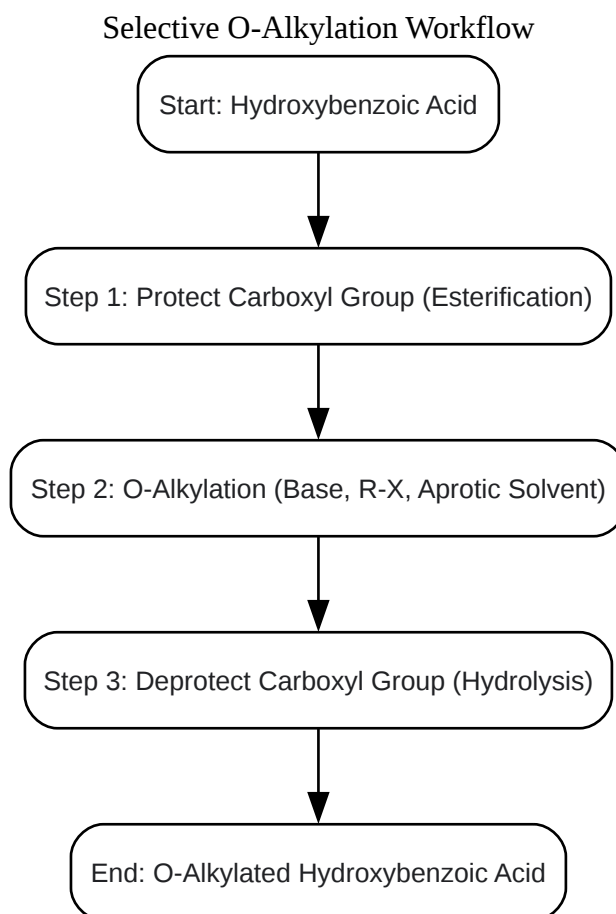 Selective O-Alkylation Workflow
Start: Hydroxybenzoic Acid
Step 1: Protect Carboxyl Group (Esterification)
Step 2: O-Alkylation (Base, R-X, Aprotic Solvent)
Step 3: Deprotect Carboxyl Group (Hydrolysis)
End: O-Alkylated Hydroxybenzoic Acid